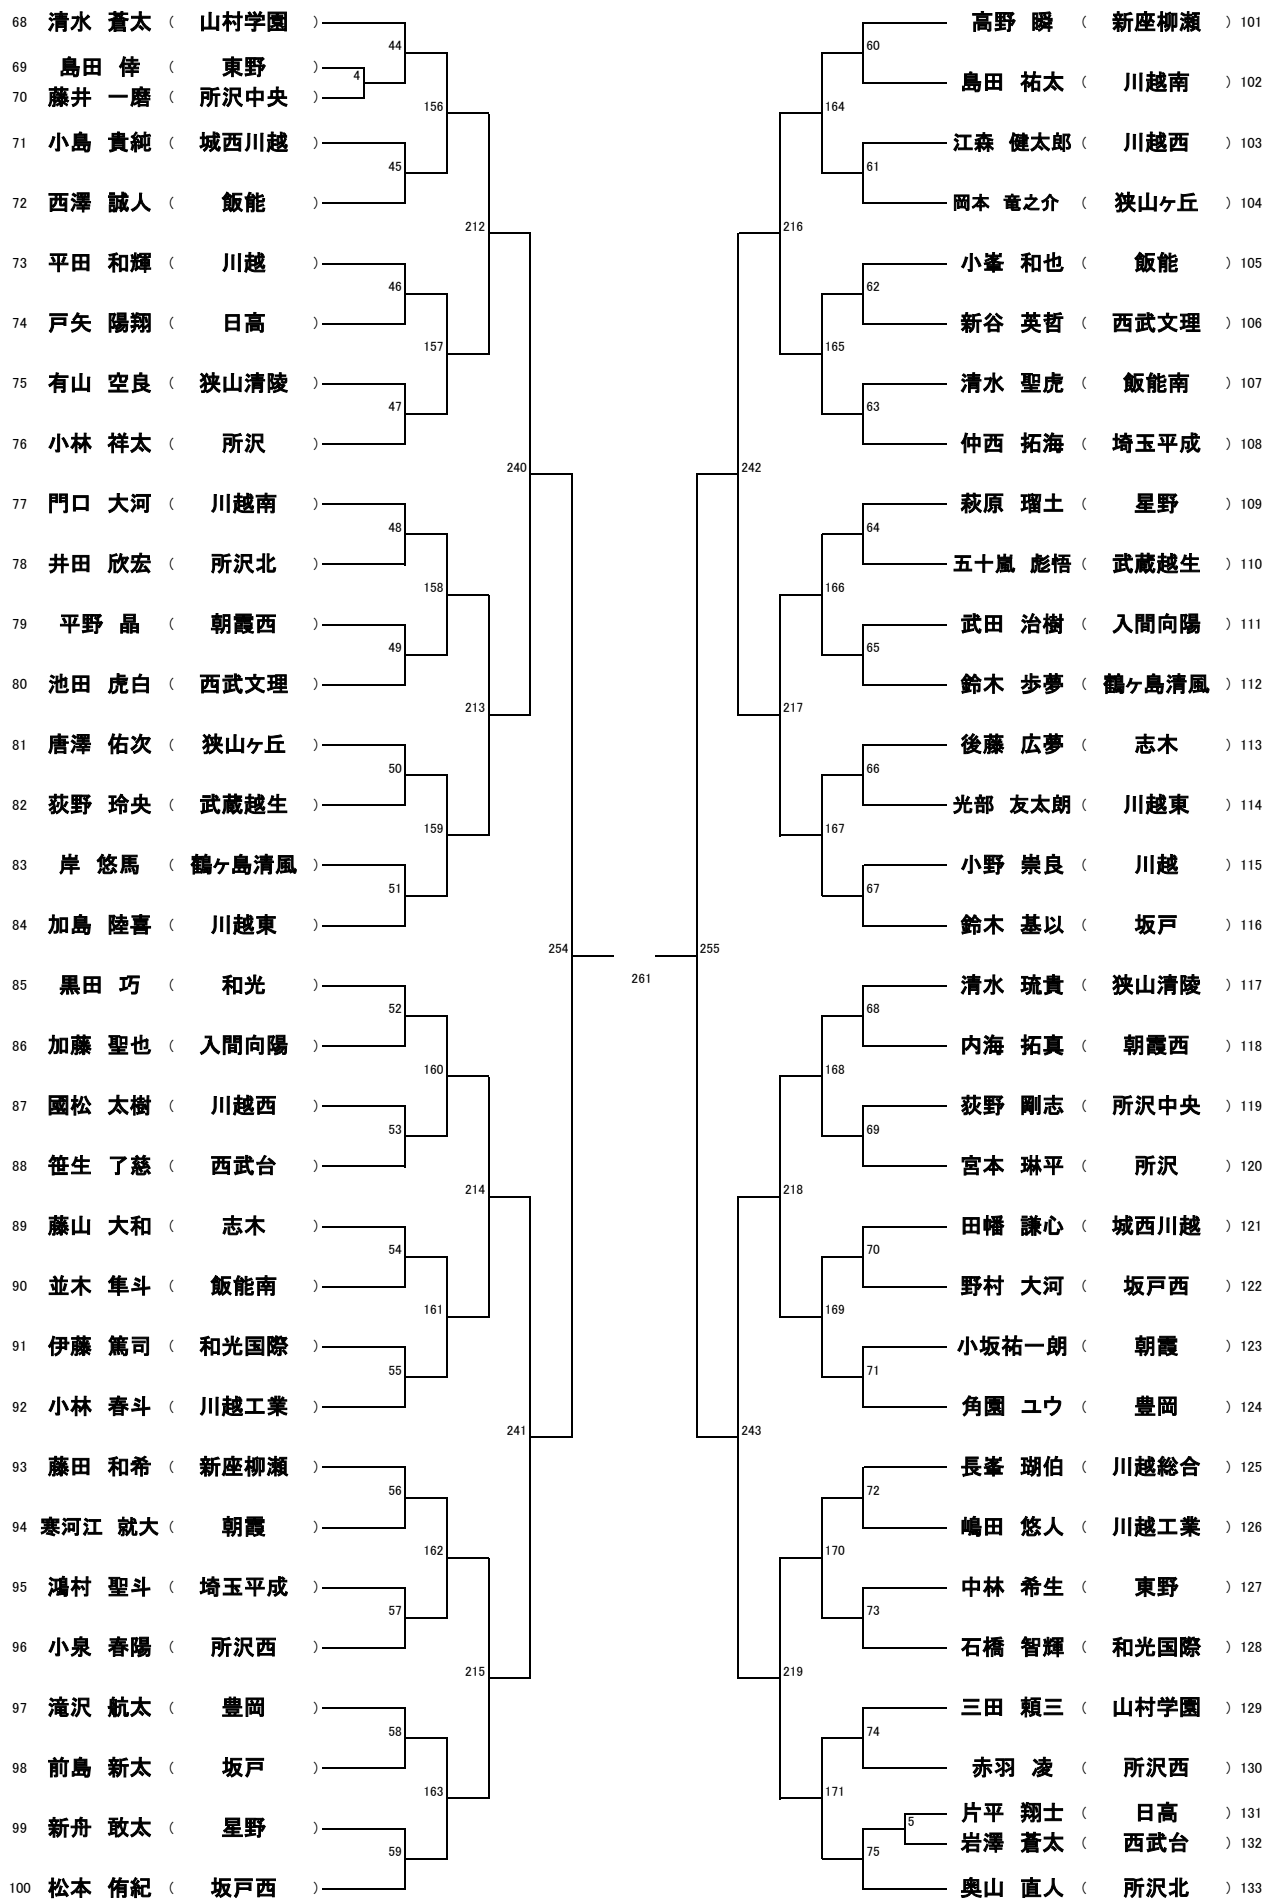 68 清水 蒼太 ( 山村学園 )
69 島田 倖 ( 東野 )
70 藤井 一磨 ( 所沢中央 )
71 小島 貴純 ( 城西川越 )
72 西澤 誠人 ( 飯能 )
73 平田 和輝 ( 川越 )
74 戸矢 陽翔 ( 日高 )
75 有山 空良 ( 狭山清陵 )
76 小林 祥太 ( 所沢 )
77 門口 大河 ( 川越南 )
78 井田 欣宏 ( 所沢北 )
79 平野 晶 ( 朝霞西 )
80 池田 虎白 ( 西武文理 )
81 唐澤 佑次 ( 狭山ヶ丘 )
82 荻野 玲央 ( 武蔵越生 )
83 岸 悠馬 ( 鶴ヶ島清風 )
84 加島 陸喜 ( 川越東 )
85 黒田 巧 ( 和光 )
86 加藤 聖也 ( 入間向陽 )
87 國松 太樹 ( 川越西 )
88 笹生 了慈 ( 西武台 )
89 藤山 大和 ( 志木 )
90 並木 隼斗 ( 飯能南 )
91 伊藤 篤司 ( 和光国際 )
92 小林 春斗 ( 川越工業 )
93 藤田 和希 ( 新座柳瀬 )
94 寒河江 就大 ( 朝霞 )
95 鴻村 聖斗 ( 埼玉平成 )
96 小泉 春陽 ( 所沢西 )
97 滝沢 航太 ( 豊岡 )
98 前島 新太 ( 坂戸 )
99 新舟 敢太 ( 星野 )
100 松本 侑紀 ( 坂戸西 )
4
44
45
46
47
48
49
50
51
52
53
54
55
56
57
58
59
156
157
158
159
160
161
162
163
212
213
214
215
240
241
254
261
255
242
243
216
217
218
219
164
165
166
167
168
169
170
171
60
61
62
63
64
65
66
67
68
69
70
71
72
73
74
75
5
高野 瞬 ( 新座柳瀬 ) 101
島田 祐太 ( 川越南 ) 102
江森 健太郎 ( 川越西 ) 103
岡本 竜之介 ( 狭山ヶ丘 ) 104
小峯 和也 ( 飯能 ) 105
新谷 英哲 ( 西武文理 ) 106
清水 聖虎 ( 飯能南 ) 107
仲西 拓海 ( 埼玉平成 ) 108
萩原 瑠土 ( 星野 ) 109
五十嵐 彪悟 ( 武蔵越生 ) 110
武田 治樹 ( 入間向陽 ) 111
鈴木 歩夢 ( 鶴ヶ島清風 ) 112
後藤 広夢 ( 志木 ) 113
光部 友太朗 ( 川越東 ) 114
小野 崇良 ( 川越 ) 115
鈴木 基以 ( 坂戸 ) 116
清水 琉貴 ( 狭山清陵 ) 117
内海 拓真 ( 朝霞西 ) 118
荻野 剛志 ( 所沢中央 ) 119
宮本 琳平 ( 所沢 ) 120
田幡 謙心 ( 城西川越 ) 121
野村 大河 ( 坂戸西 ) 122
小坂祐一朗 ( 朝霞 ) 123
角園 ユウ ( 豊岡 ) 124
長峯 瑚伯 ( 川越総合 ) 125
嶋田 悠人 ( 川越工業 ) 126
中林 希生 ( 東野 ) 127
石橋 智輝 ( 和光国際 ) 128
三田 頼三 ( 山村学園 ) 129
赤羽 凌 ( 所沢西 ) 130
片平 翔士 ( 日高 ) 131
岩澤 蒼太 ( 西武台 ) 132
奥山 直人 ( 所沢北 ) 133